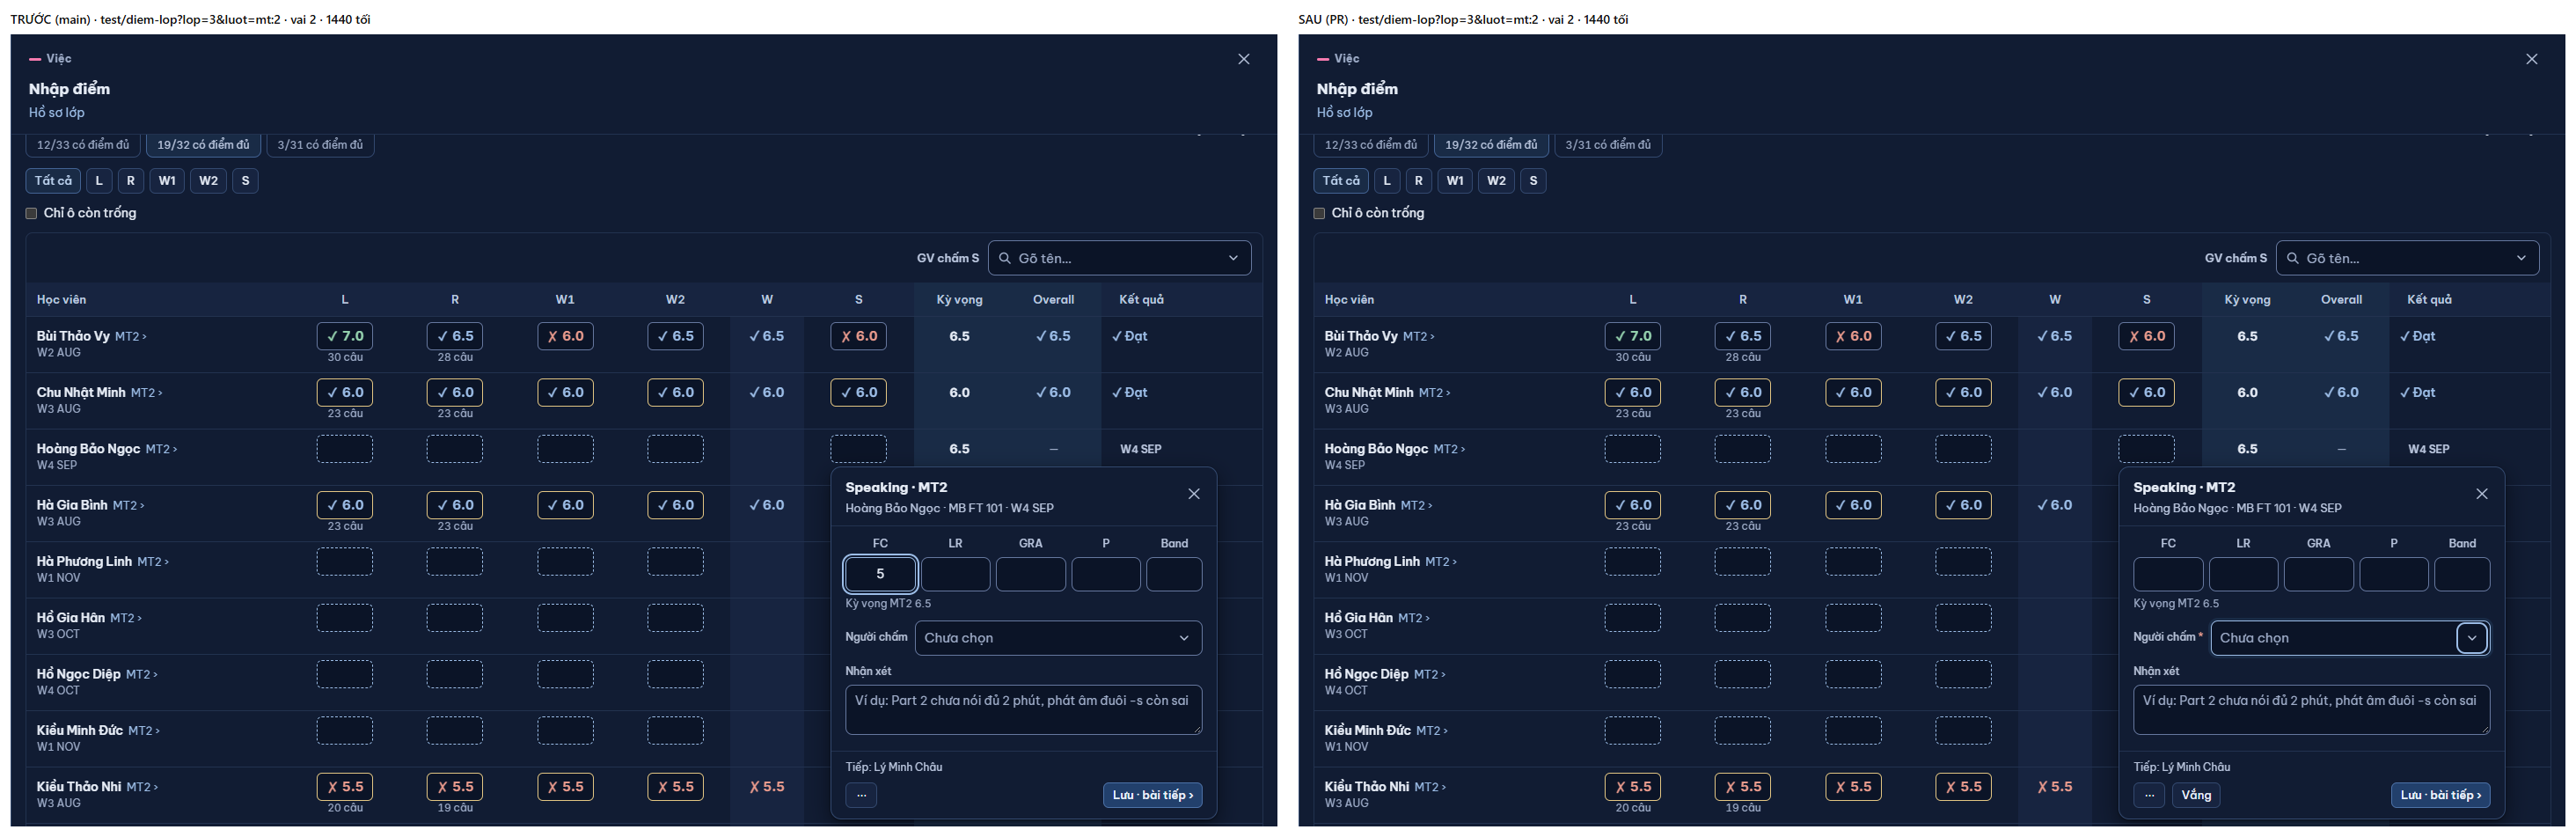 TRƯỚC (main) · test/diem-lop?lop=3&luot=mt:2 · vai 2 · 1440 tối
Việc
Nhập điểm
Hồ sơ lớp
12/33 có điểm đủ 19/32 có điểm đủ 3/31 có điểm đủ
Tất cả L R W1 W2 S
Chỉ ô còn trống
GV chấm S Gõ tên...
Học viên L R W1 W2 W S Kỳ vọng Overall Kết quả
Bùi Thảo Vy MT2 › ✓ 7.0 ✓ 6.5 ✗ 6.0 ✓ 6.5 ✓ 6.5 ✗ 6.0 6.5 ✓ 6.5 ✓ Đạt
W2 AUG 30 câu 28 câu
Chu Nhật Minh MT2 › ✓ 6.0 ✓ 6.0 ✓ 6.0 ✓ 6.0 ✓ 6.0 ✓ 6.0 6.0 ✓ 6.0 ✓ Đạt
W3 AUG 23 câu 23 câu
Hoàng Bảo Ngọc MT2 › 6.5 – W4 SEP
W4 SEP
Hà Gia Bình MT2 › ✓ 6.0 ✓ 6.0 ✓ 6.0 ✓ 6.0 ✓ 6.0
W3 AUG 23 câu 23 câu
Hà Phương Linh MT2 ›
W1 NOV
Hồ Gia Hân MT2 ›
W3 OCT
Hồ Ngọc Diệp MT2 ›
W4 OCT
Kiều Minh Đức MT2 ›
W1 NOV
Kiều Thảo Nhi MT2 › ✗ 5.5 ✗ 5.5 ✗ 5.5 ✗ 5.5 ✗ 5.5
W3 AUG 20 câu 19 câu
Speaking · MT2
Hoàng Bảo Ngọc · MB FT 101 · W4 SEP
FC LR GRA P Band
5
Kỳ vọng MT2 6.5
Người chấm Chưa chọn
Nhận xét
Ví dụ: Part 2 chưa nói đủ 2 phút, phát âm đuôi -s còn sai
Tiếp: Lý Minh Châu
... Lưu · bài tiếp ›
SAU (PR) · test/diem-lop?lop=3&luot=mt:2 · vai 2 · 1440 tối
Việc
Nhập điểm
Hồ sơ lớp
12/33 có điểm đủ 19/32 có điểm đủ 3/31 có điểm đủ
Tất cả L R W1 W2 S
Chỉ ô còn trống
GV chấm S Gõ tên...
Học viên L R W1 W2 W S Kỳ vọng Overall Kết quả
Bùi Thảo Vy MT2 › ✓ 7.0 ✓ 6.5 ✗ 6.0 ✓ 6.5 ✓ 6.5 ✗ 6.0 6.5 ✓ 6.5 ✓ Đạt
W2 AUG 30 câu 28 câu
Chu Nhật Minh MT2 › ✓ 6.0 ✓ 6.0 ✓ 6.0 ✓ 6.0 ✓ 6.0 ✓ 6.0 6.0 ✓ 6.0 ✓ Đạt
W3 AUG 23 câu 23 câu
Hoàng Bảo Ngọc MT2 › 6.5 – W4 SEP
W4 SEP
Hà Gia Bình MT2 › ✓ 6.0 ✓ 6.0 ✓ 6.0 ✓ 6.0 ✓ 6.0
W3 AUG 23 câu 23 câu
Hà Phương Linh MT2 ›
W1 NOV
Hồ Gia Hân MT2 ›
W3 OCT
Hồ Ngọc Diệp MT2 ›
W4 OCT
Kiều Minh Đức MT2 ›
W1 NOV
Kiều Thảo Nhi MT2 › ✗ 5.5 ✗ 5.5 ✗ 5.5 ✗ 5.5 ✗ 5.5
W3 AUG 20 câu 19 câu
Speaking · MT2
Hoàng Bảo Ngọc · MB FT 101 · W4 SEP
FC LR GRA P Band
Kỳ vọng MT2 6.5
Người chấm * Chưa chọn
Nhận xét
Ví dụ: Part 2 chưa nói đủ 2 phút, phát âm đuôi -s còn sai
Tiếp: Lý Minh Châu
... Vắng Lưu · bài tiếp ›